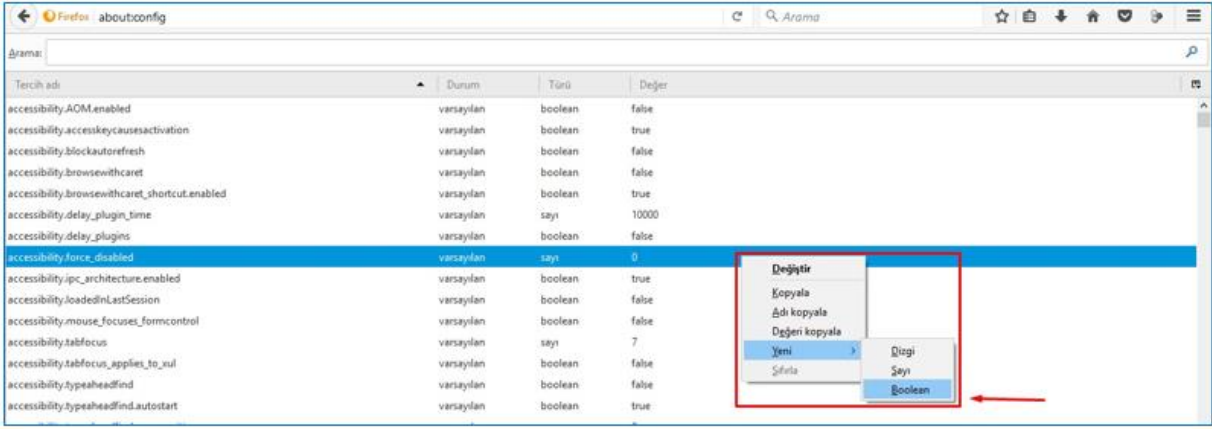 Firefox about:config Arama
Arama:
Tercih adı Durum Türü Değer
accessibility.AOM.enabled varsayılan boolean false
accessibility.accesskeycausesactivation varsayılan boolean true
accessibility.blockautorefresh varsayılan boolean false
accessibility.browsewithcaret varsayılan boolean false
accessibility.browsewithcaret_shortcut.enabled varsayılan boolean true
accessibility.delay_plugin_time varsayılan sayı 10000
accessibility.delay_plugins varsayılan boolean false
accessibility.force_disabled varsayılan sayı 0
accessibility.ipc_architecture.enabled varsayılan boolean true
accessibility.loadedInLastSession varsayılan boolean false
accessibility.mouse_focuses_formcontrol varsayılan boolean false
accessibility.tabfocus varsayılan sayı 7
accessibility.tabfocus_applies_to_xul varsayılan boolean false
accessibility.typeaheadfind varsayılan boolean false
accessibility.typeaheadfind.autostart varsayılan boolean true
Değiştir
Kopyala
Adı kopyala
Değeri kopyala
Yeni
Sıfırla
Dizgi
Sayı
Boolean